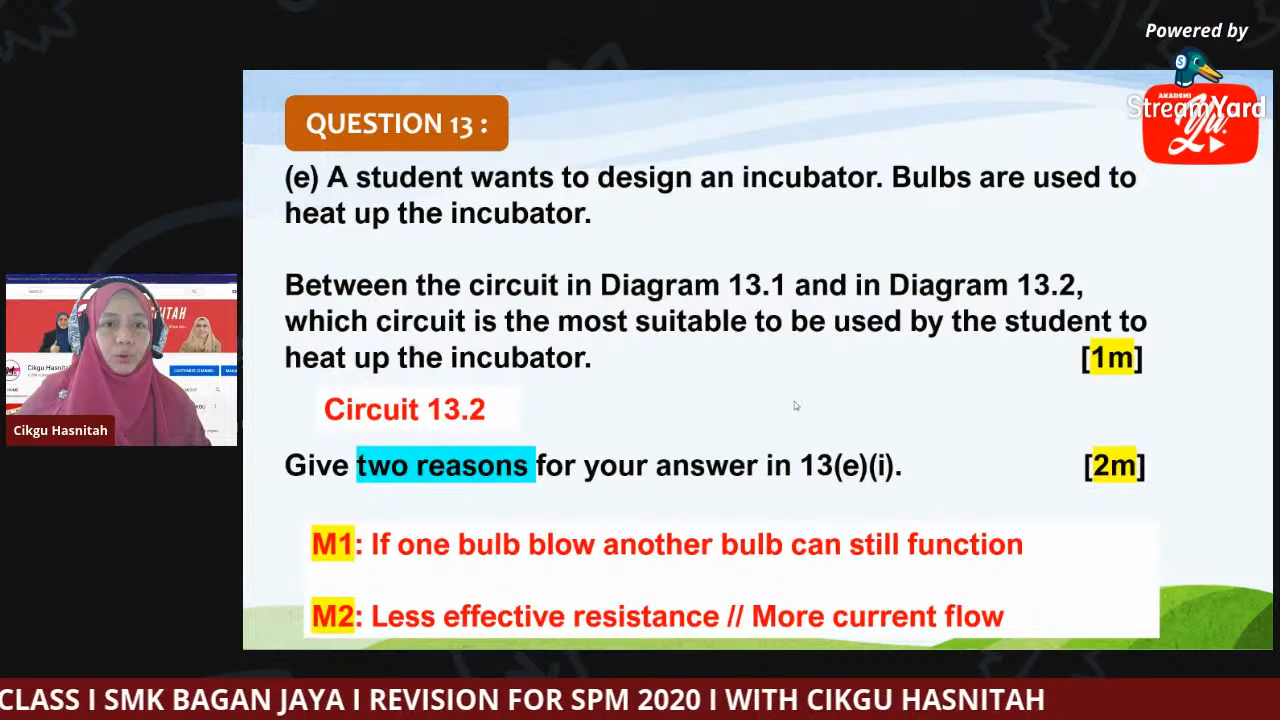 Powered by
StreamYard
AKADEMI
QUESTION 13 :
(e) A student wants to design an incubator. Bulbs are used to
heat up the incubator.
Between the circuit in Diagram 13.1 and in Diagram 13.2,
which circuit is the most suitable to be used by the student to
heat up the incubator. [1m]
Circuit 13.2
Give two reasons for your answer in 13(e)(i). [2m]
M1: If one bulb blow another bulb can still function
M2: Less effective resistance // More current flow
Cikgu Hasnitah
Cikgu Hasnitah
CLASS I SMK BAGAN JAYA I REVISION FOR SPM 2020 I WITH CIKGU HASNITAH